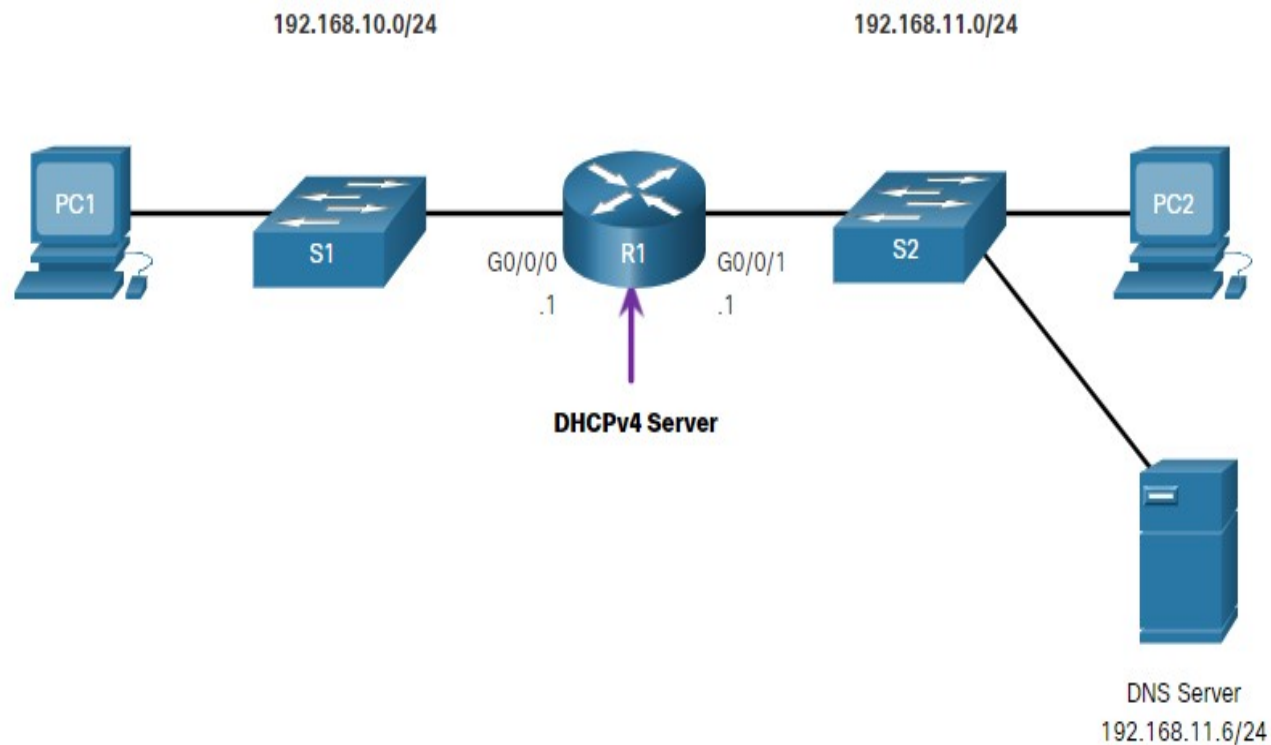 192.168.10.0/24
192.168.11.0/24
PC1
S1
G0/0/0
.1
R1
G0/0/1
.1
S2
PC2
DHCPv4 Server
DNS Server
192.168.11.6/24